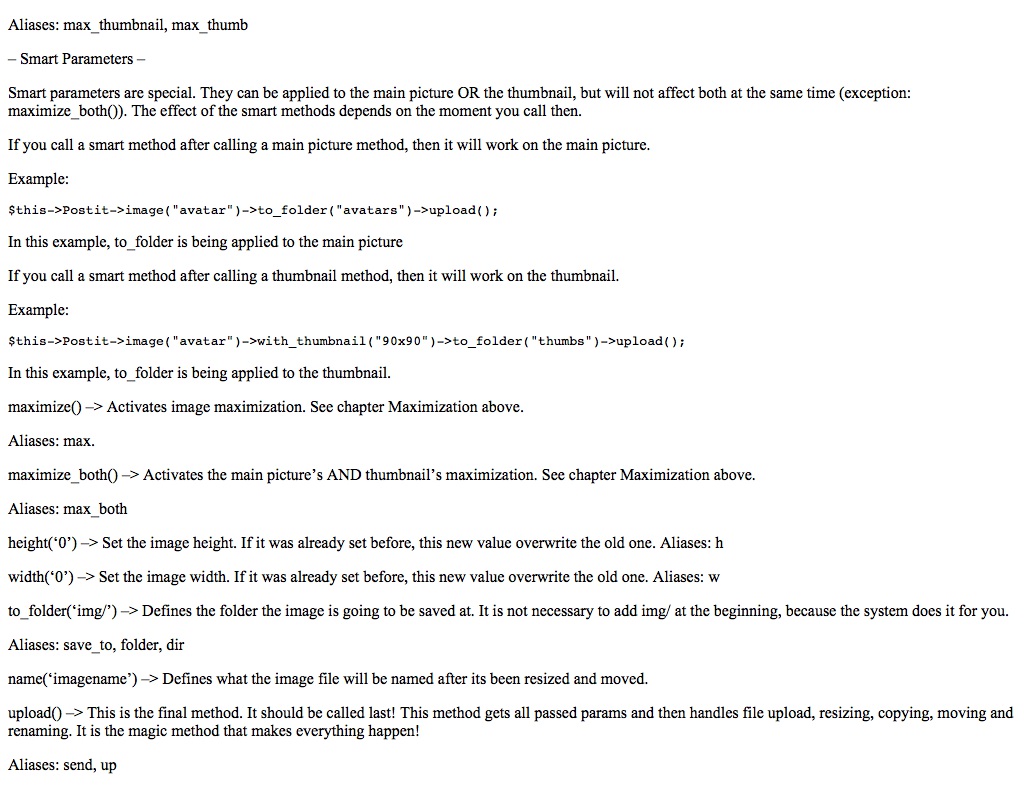 Aliases: max_thumbnail, max_thumb
– Smart Parameters –
Smart parameters are special. They can be applied to the main picture OR the thumbnail, but will not affect both at the same time (exception:
maximize_both()). The effect of the smart methods depends on the moment you call then.
If you call a smart method after calling a main picture method, then it will work on the main picture.
Example:
$this->Postit->image("avatar")->to_folder("avatars")->upload();
In this example, to_folder is being applied to the main picture
If you call a smart method after calling a thumbnail method, then it will work on the thumbnail.
Example:
$this->Postit->image("avatar")->with_thumbnail("90x90")->to_folder("thumbs")->upload();
In this example, to_folder is being applied to the thumbnail.
maximize() –> Activates image maximization. See chapter Maximization above.
Aliases: max.
maximize_both() –> Activates the main picture’s AND thumbnail’s maximization. See chapter Maximization above.
Aliases: max_both
height(‘0’) –> Set the image height. If it was already set before, this new value overwrite the old one. Aliases: h
width(‘0’) –> Set the image width. If it was already set before, this new value overwrite the old one. Aliases: w
to_folder(‘img/’) –> Defines the folder the image is going to be saved at. It is not necessary to add img/ at the beginning, because the system does it for you.
Aliases: save_to, folder, dir
name(‘imagename’) –> Defines what the image file will be named after its been resized and moved.
upload() –> This is the final method. It should be called last! This method gets all passed params and then handles file upload, resizing, copying, moving and
renaming. It is the magic method that makes everything happen!
Aliases: send, up